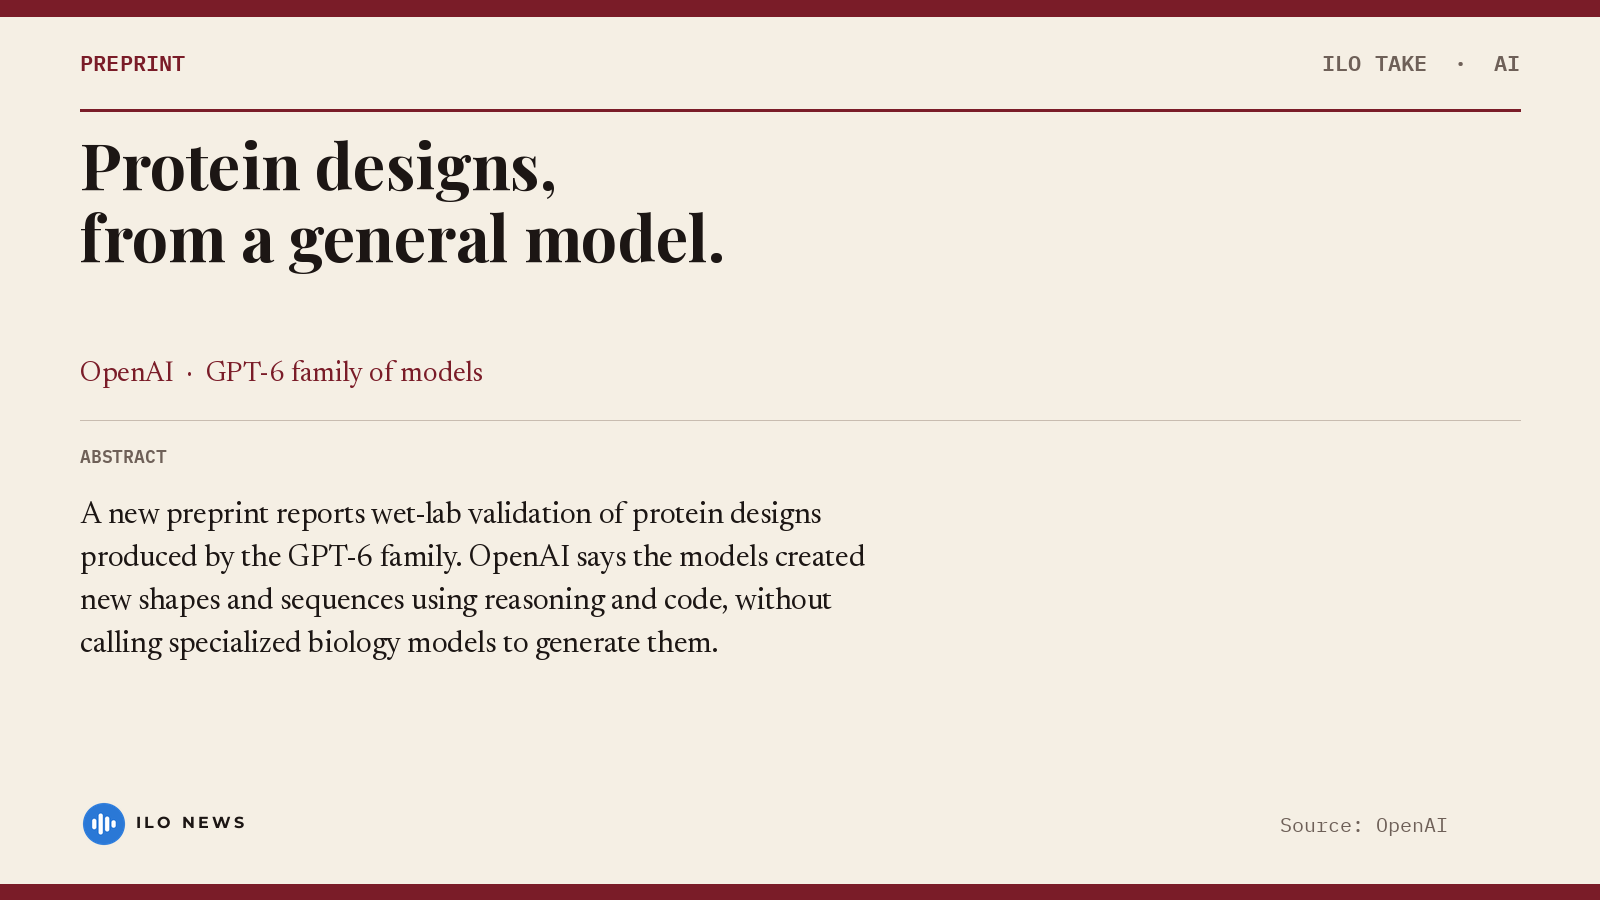 PREPRINT
ILO TAKE · AI
Protein designs,
from a general model.
OpenAI · GPT-6 family of models
ABSTRACT
A new preprint reports wet-lab validation of protein designs
produced by the GPT-6 family. OpenAI says the models created
new shapes and sequences using reasoning and code, without
calling specialized biology models to generate them.
ILO NEWS
Source: OpenAI